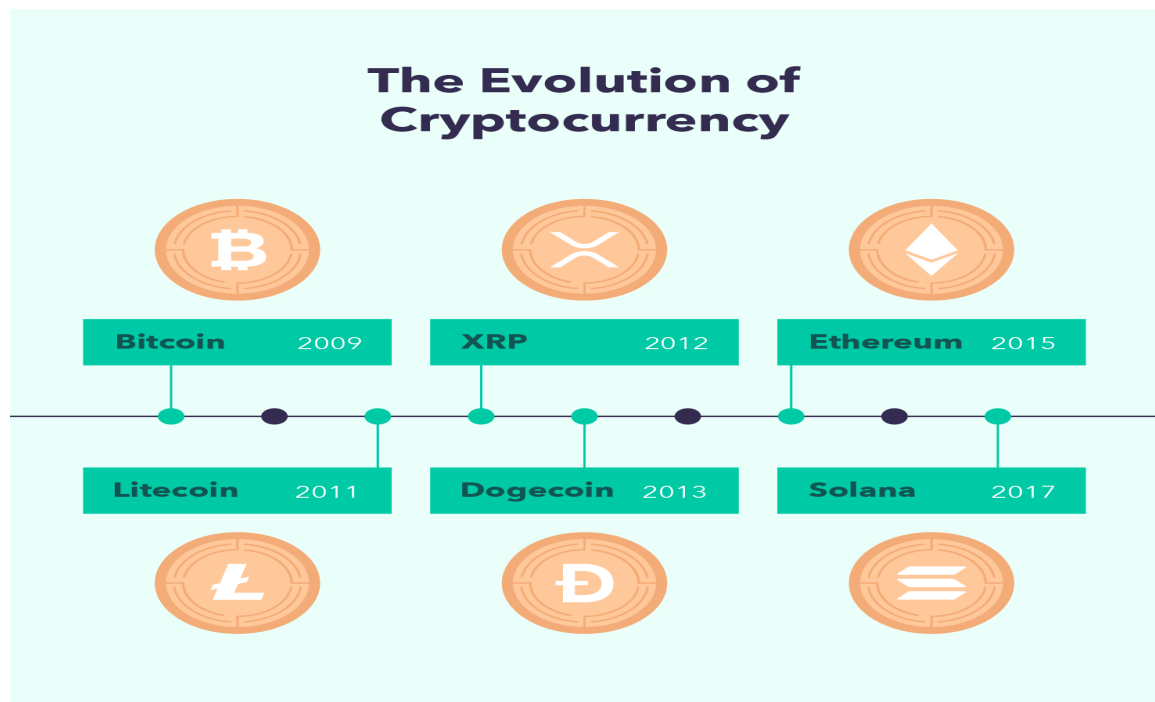 The Evolution of
Cryptocurrency
Bitcoin 2009
XRP 2012
Ethereum 2015
Litecoin 2011
Dogecoin 2013
Solana 2017